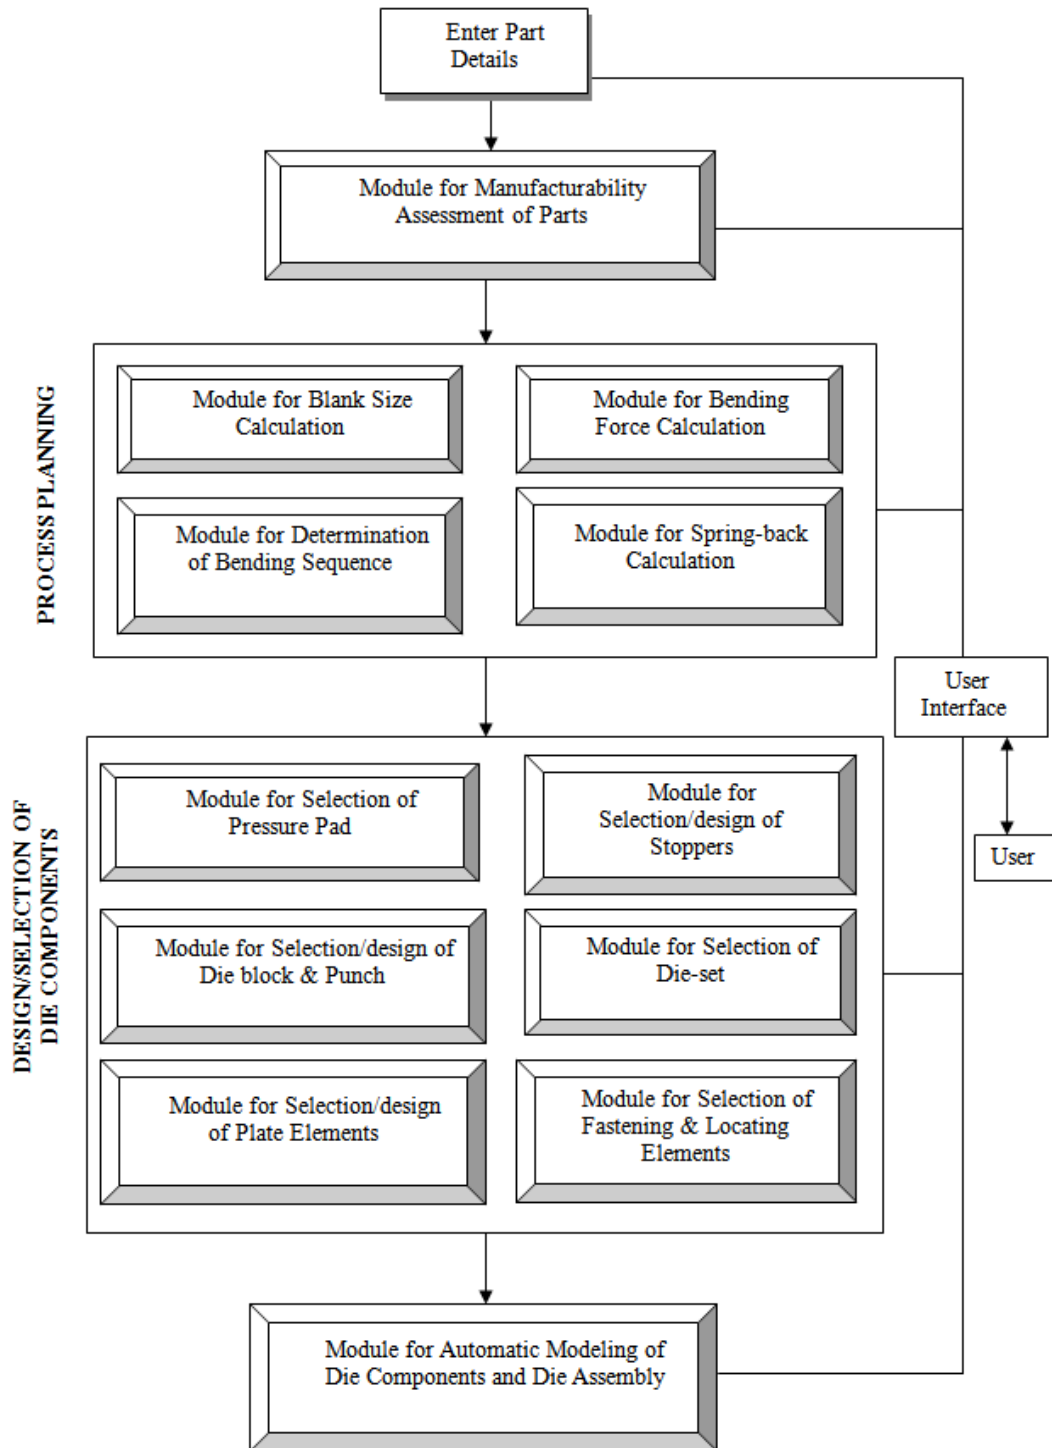 Enter Part
Details
Module for Manufacturability
Assessment of Parts
PROCESS PLANNING
Module for Blank Size
Calculation
Module for Bending
Force Calculation
Module for Determination
of Bending Sequence
Module for Spring-back
Calculation
User
Interface
User
DESIGN/SELECTION OF
DIE COMPONENTS
Module for Selection of
Pressure Pad
Module for
Selection/design of
Stoppers
Module for Selection/design of
Die block & Punch
Module for Selection of
Die-set
Module for Selection/design
of Plate Elements
Module for Selection of
Fastening & Locating
Elements
Module for Automatic Modeling of
Die Components and Die Assembly